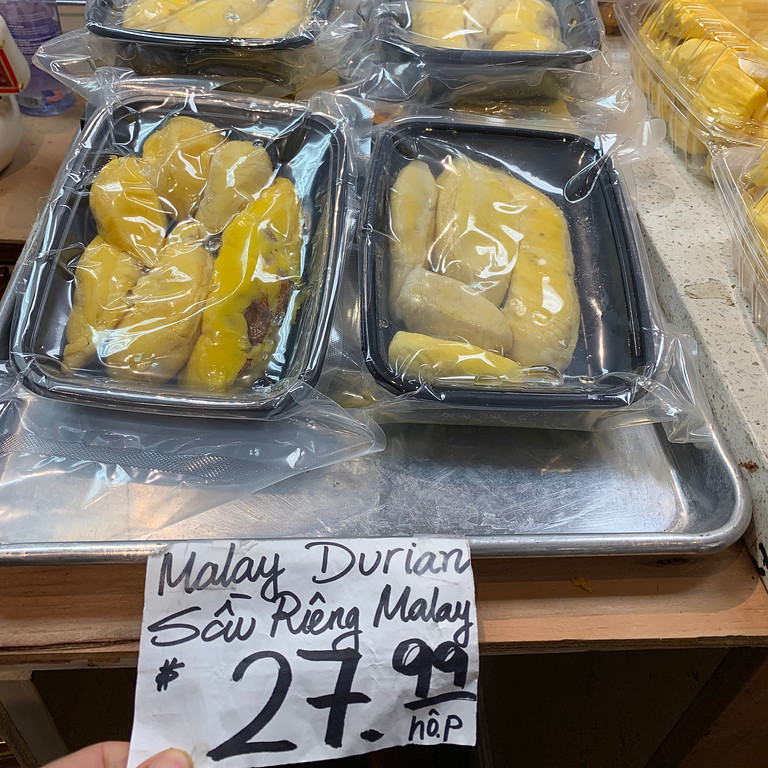 Malay Durian
Sầu Riêng Malay
$27.99
hộp